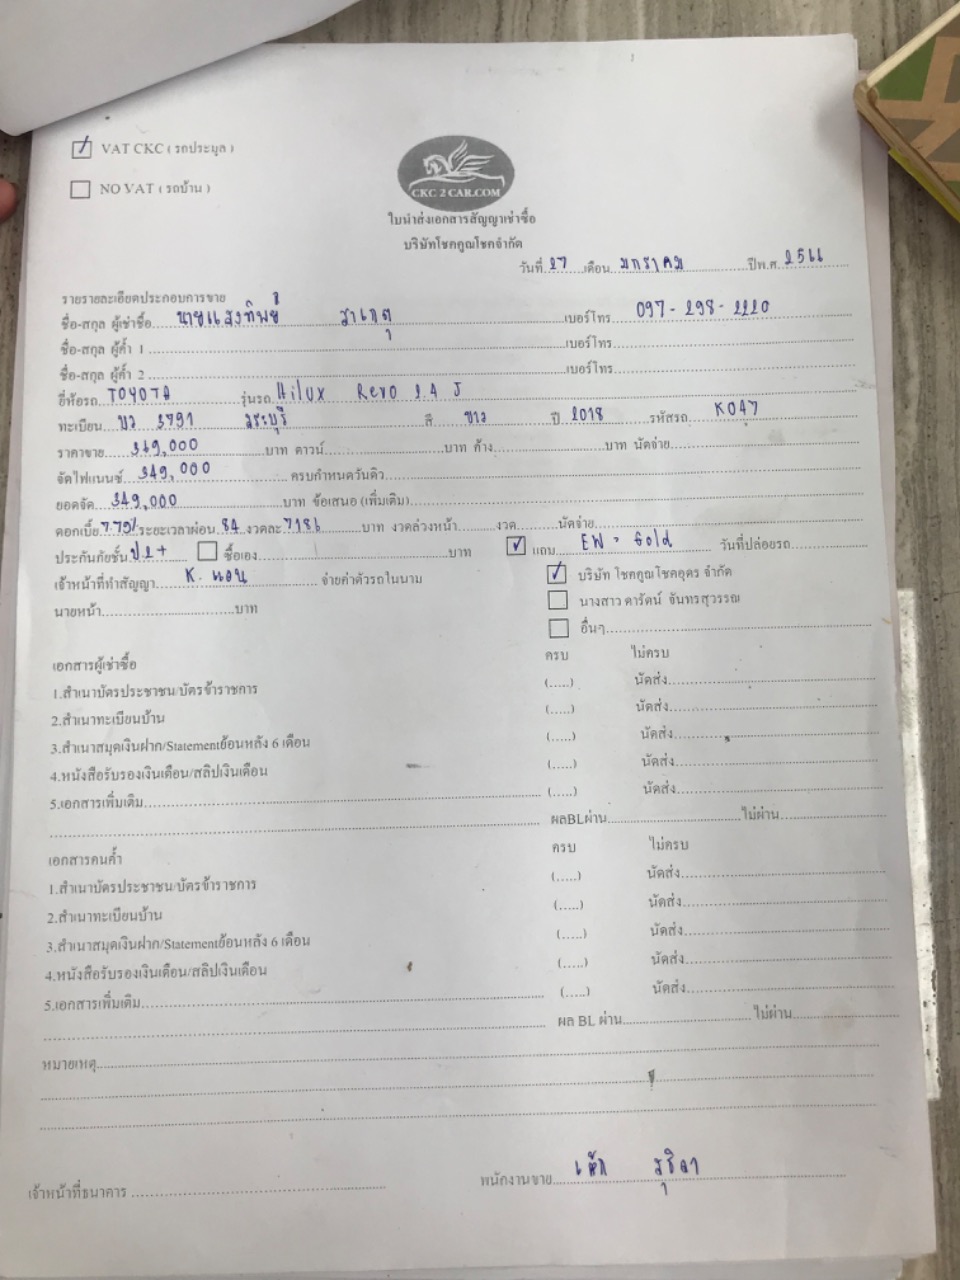 VAT CKC ( รถประมูล )
NO VAT ( รถบ้าน )
CKC 2 CAR.COM
ใบนำส่งเอกสารสัญญาเช่าซื้อ
บริษัทโชคคูณโชคจำกัด
วันที่ 27 เดือน มกราคม ปีพ.ศ. 2566
รายรายละเอียดประกอบการขาย
ชื่อ-สกุล ผู้เช่าซื้อ นายแสงทิพย์ เบอร์โทร 097-298-2220
ชื่อ-สกุล ผู้ค้ำ 1 เบอร์โทร
ชื่อ-สกุล ผู้ค้ำ 2 เบอร์โทร
ยี่ห้อรถ TOYOTA รุ่นรถ Hilux Revo 2.4 J
ทะเบียน บว 3791 สระบุรี สี ขาว ปี 2018 รหัสรถ K047
ราคาขาย 349,000 บาท ดาวน์ บาท ค้าง บาท นัดจ่าย
จัดไฟแนนซ์ 349,000 ครบกำหนดวันดิว
ยอดจัด 349,000 บาท ข้อเสนอ (เพิ่มเติม)
ดอกเบี้ย 7.75% ระยะเวลาผ่อน 84 งวดละ 7186 บาท งวดล่วงหน้า งวด นัดจ่าย
ประกันภัยชั้น ป.2+ ซื้อเอง บาท แถม EW = Gold วันที่ปล่อยรถ
เจ้าหน้าที่ทำสัญญา K. นอน จ่ายค่าตัวรถในนาม บริษัท โชคคูณโชคอุดร จำกัด
นายหน้า บาท นางสาว ดารัตน์ จันทรสุวรรณ
อื่นๆ
เอกสารผู้เช่าซื้อ ครบ ไม่ครบ
1.สำเนาบัตรประชาชน/บัตรข้าราชการ (.....) นัดส่ง
2.สำเนาทะเบียนบ้าน (.....) นัดส่ง
3.สำเนาสมุดเงินฝาก/Statementย้อนหลัง 6 เดือน (.....) นัดส่ง
4.หนังสือรับรองเงินเดือน/สลิปเงินเดือน (.....) นัดส่ง
5.เอกสารเพิ่มเติม (.....) นัดส่ง
ผลBLผ่าน ไม่ผ่าน
เอกสารคนค้ำ ครบ ไม่ครบ
1.สำเนาบัตรประชาชน/บัตรข้าราชการ (.....) นัดส่ง
2.สำเนาทะเบียนบ้าน (.....) นัดส่ง
3.สำเนาสมุดเงินฝาก/Statementย้อนหลัง 6 เดือน (.....) นัดส่ง
4.หนังสือรับรองเงินเดือน/สลิปเงินเดือน (.....) นัดส่ง
5.เอกสารเพิ่มเติม (.....) นัดส่ง
ผล BL ผ่าน ไม่ผ่าน
หมายเหตุ
เจ้าหน้าที่ธนาคาร พนักงานขาย